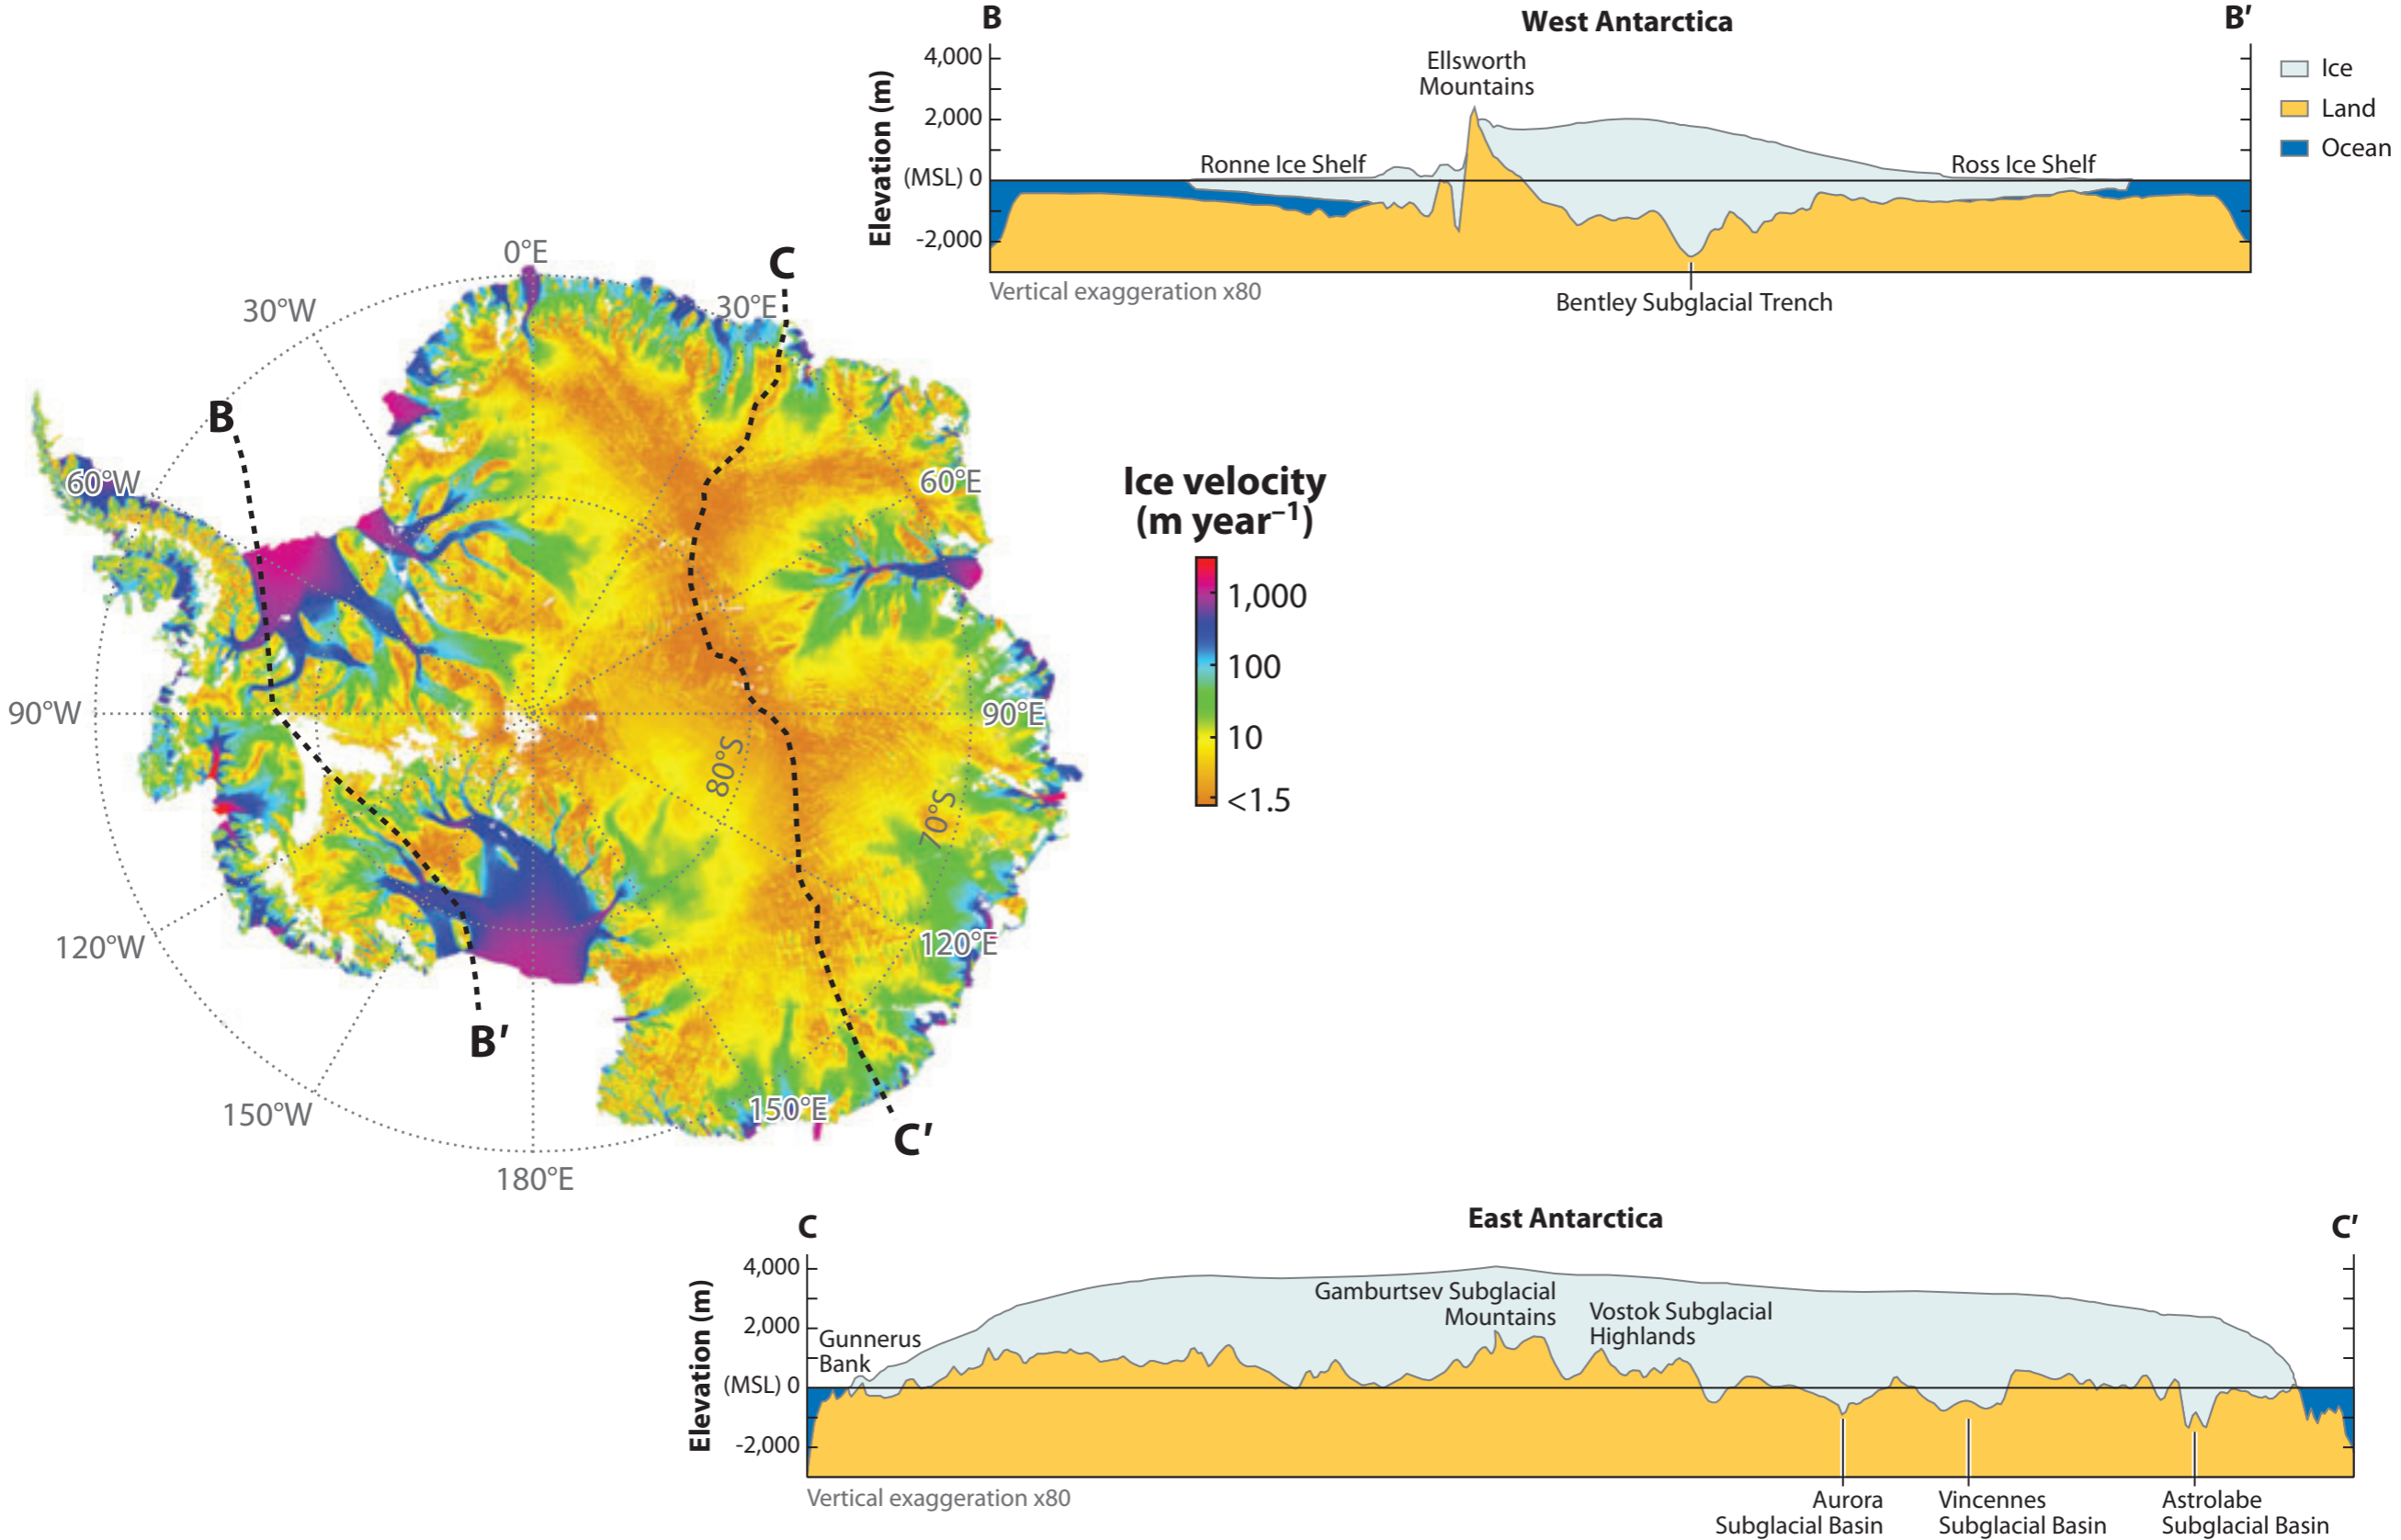 B
West Antarctica
B′
Elevation (m)
4,000
2,000
(MSL) 0
-2,000
Ellsworth
Mountains
Ronne Ice Shelf
Ross Ice Shelf
Ice
Land
Ocean
Vertical exaggeration x80
Bentley Subglacial Trench
0°E
C
30°W
30°E
B
60°W
60°E
90°W
90°E
80°S
70°S
120°W
120°E
B′
150°W
150°E
C′
180°E
Ice velocity
(m year⁻¹)
1,000
100
10
<1.5
C
East Antarctica
C′
Elevation (m)
4,000
2,000
(MSL) 0
-2,000
Gunnerus
Bank
Gamburtsev Subglacial
Mountains
Vostok Subglacial
Highlands
Vertical exaggeration x80
Aurora
Subglacial Basin
Vincennes
Subglacial Basin
Astrolabe
Subglacial Basin